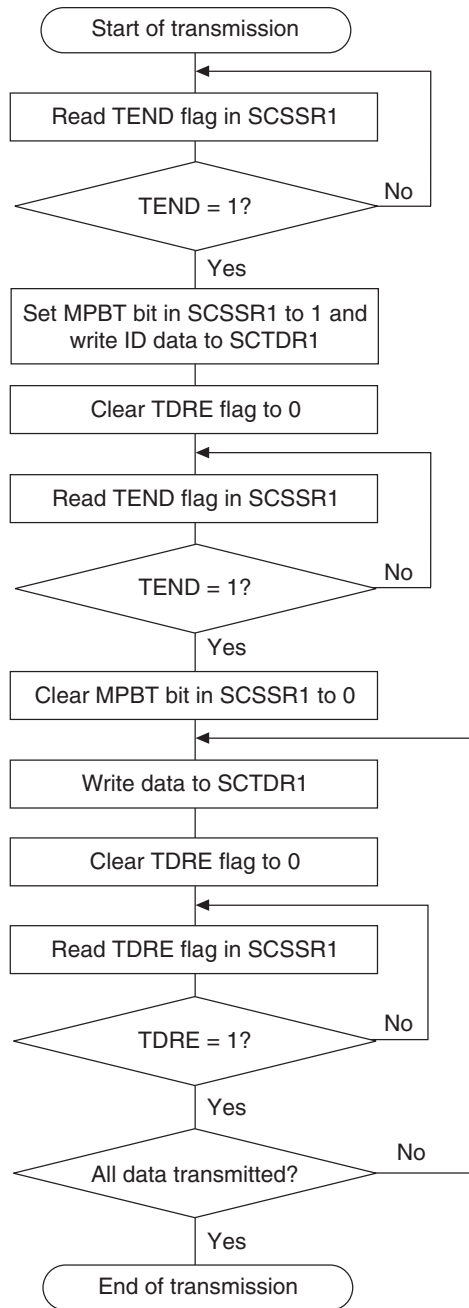 Start of transmission
Read TEND flag in SCSSR1
TEND = 1?
No
Yes
Set MPBT bit in SCSSR1 to 1 and
write ID data to SCTDR1
Clear TDRE flag to 0
Read TEND flag in SCSSR1
TEND = 1?
No
Yes
Clear MPBT bit in SCSSR1 to 0
Write data to SCTDR1
Clear TDRE flag to 0
Read TDRE flag in SCSSR1
TDRE = 1?
No
Yes
All data transmitted?
No
Yes
End of transmission